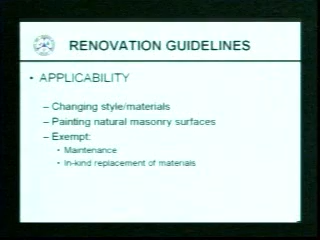 RENOVATION GUIDELINES
• APPLICABILITY
– Changing style/materials
– Painting natural masonry surfaces
– Exempt:
• Maintenance
• In-kind replacement of materials